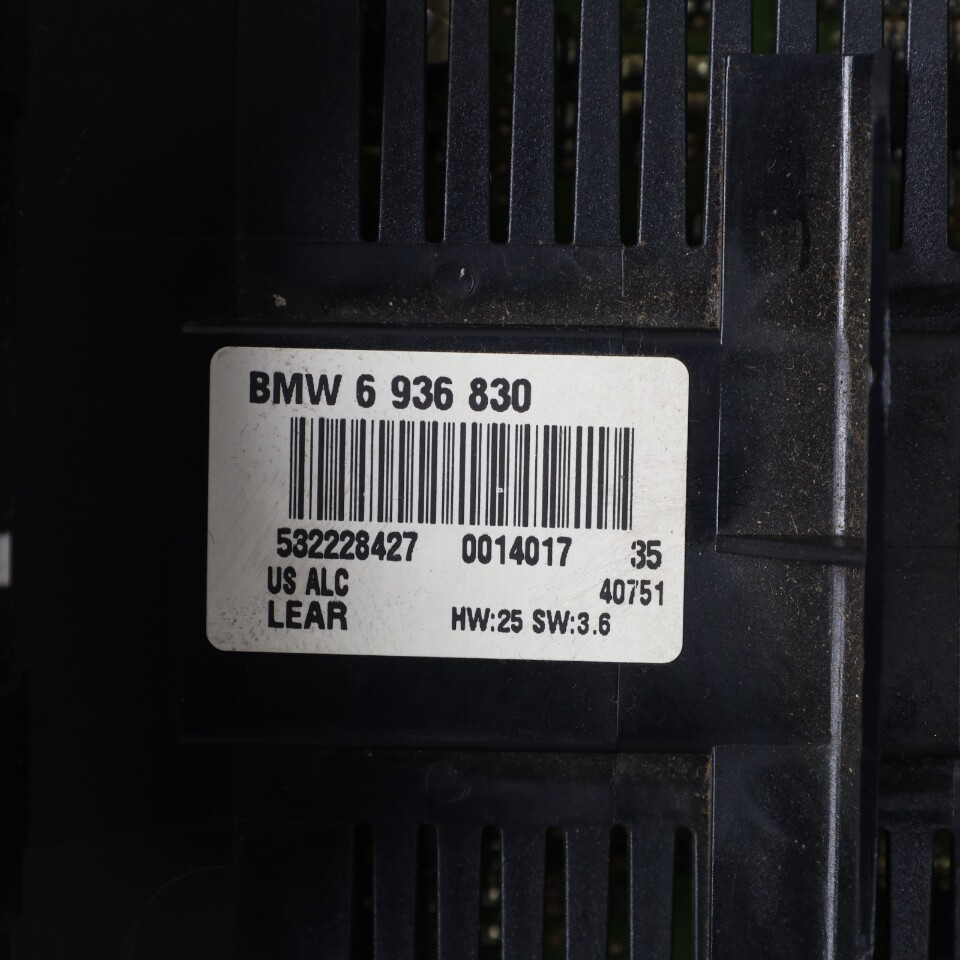 BMW 6 936 830
532228427 0014017 35
US ALC 40751
LEAR HW:25 SW:3.6